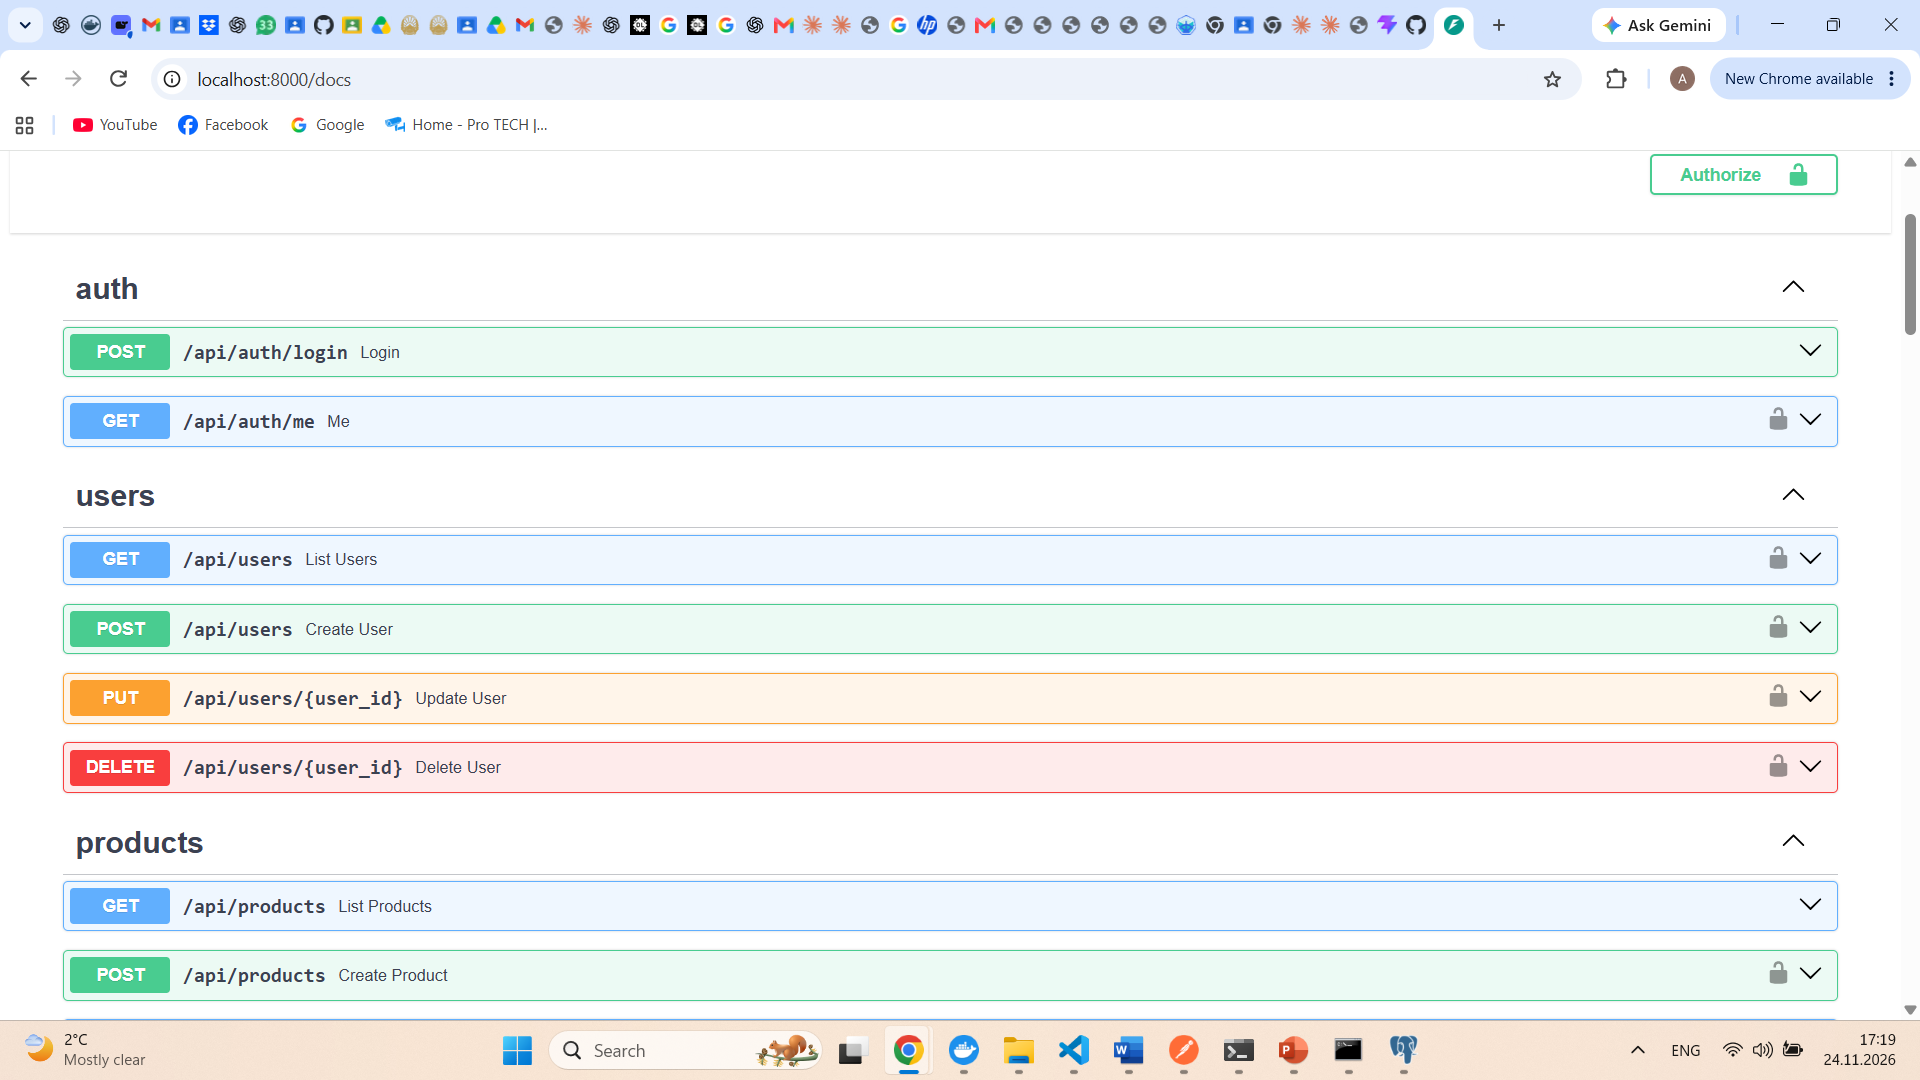 33
Ask Gemini
localhost:8000/docs
A
New Chrome available
YouTube
Facebook
Google
Home - Pro TECH |...
Authorize
auth
POST /api/auth/login Login
GET /api/auth/me Me
users
GET /api/users List Users
POST /api/users Create User
PUT /api/users/{user_id} Update User
DELETE /api/users/{user_id} Delete User
products
GET /api/products List Products
POST /api/products Create Product
2°C
Mostly clear
Search
ENG
17:19
24.11.2026